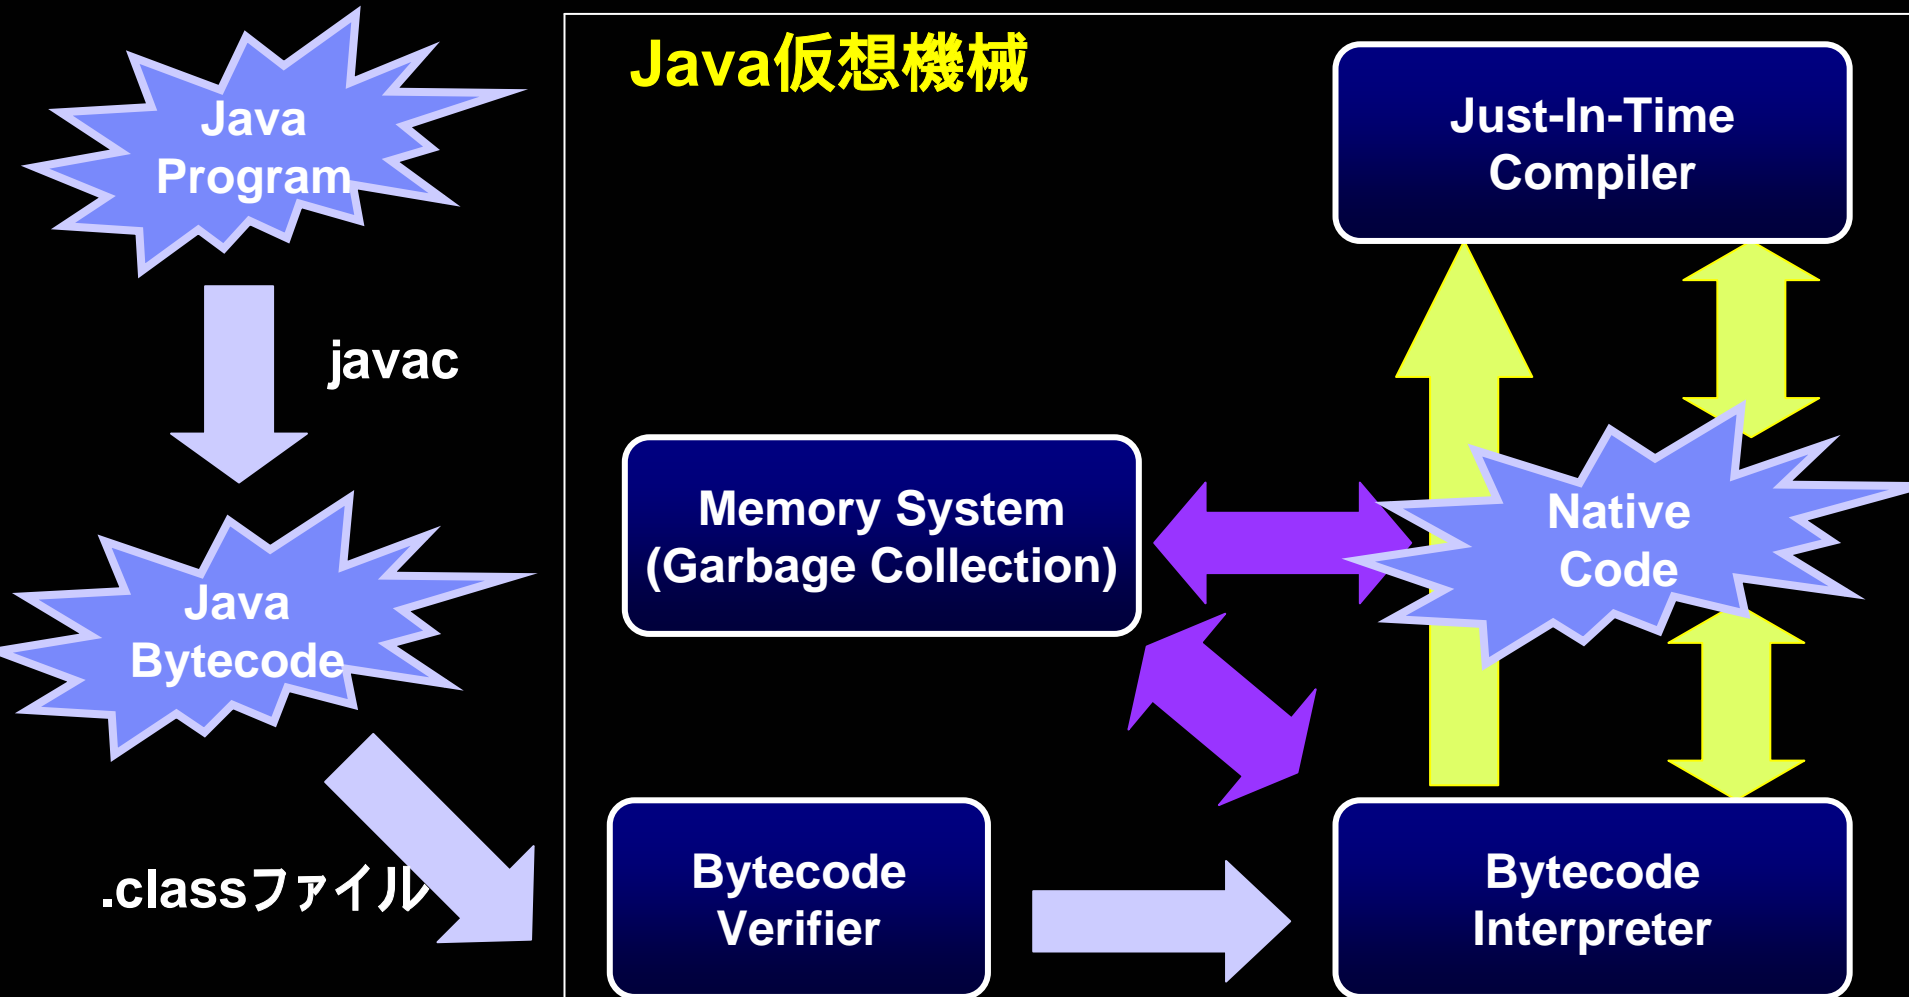 Java仮想機械
Java
Program
javac
Java
Bytecode
.classファイル
Just-In-Time
Compiler
Memory System
(Garbage Collection)
Native
Code
Bytecode
Verifier
Bytecode
Interpreter